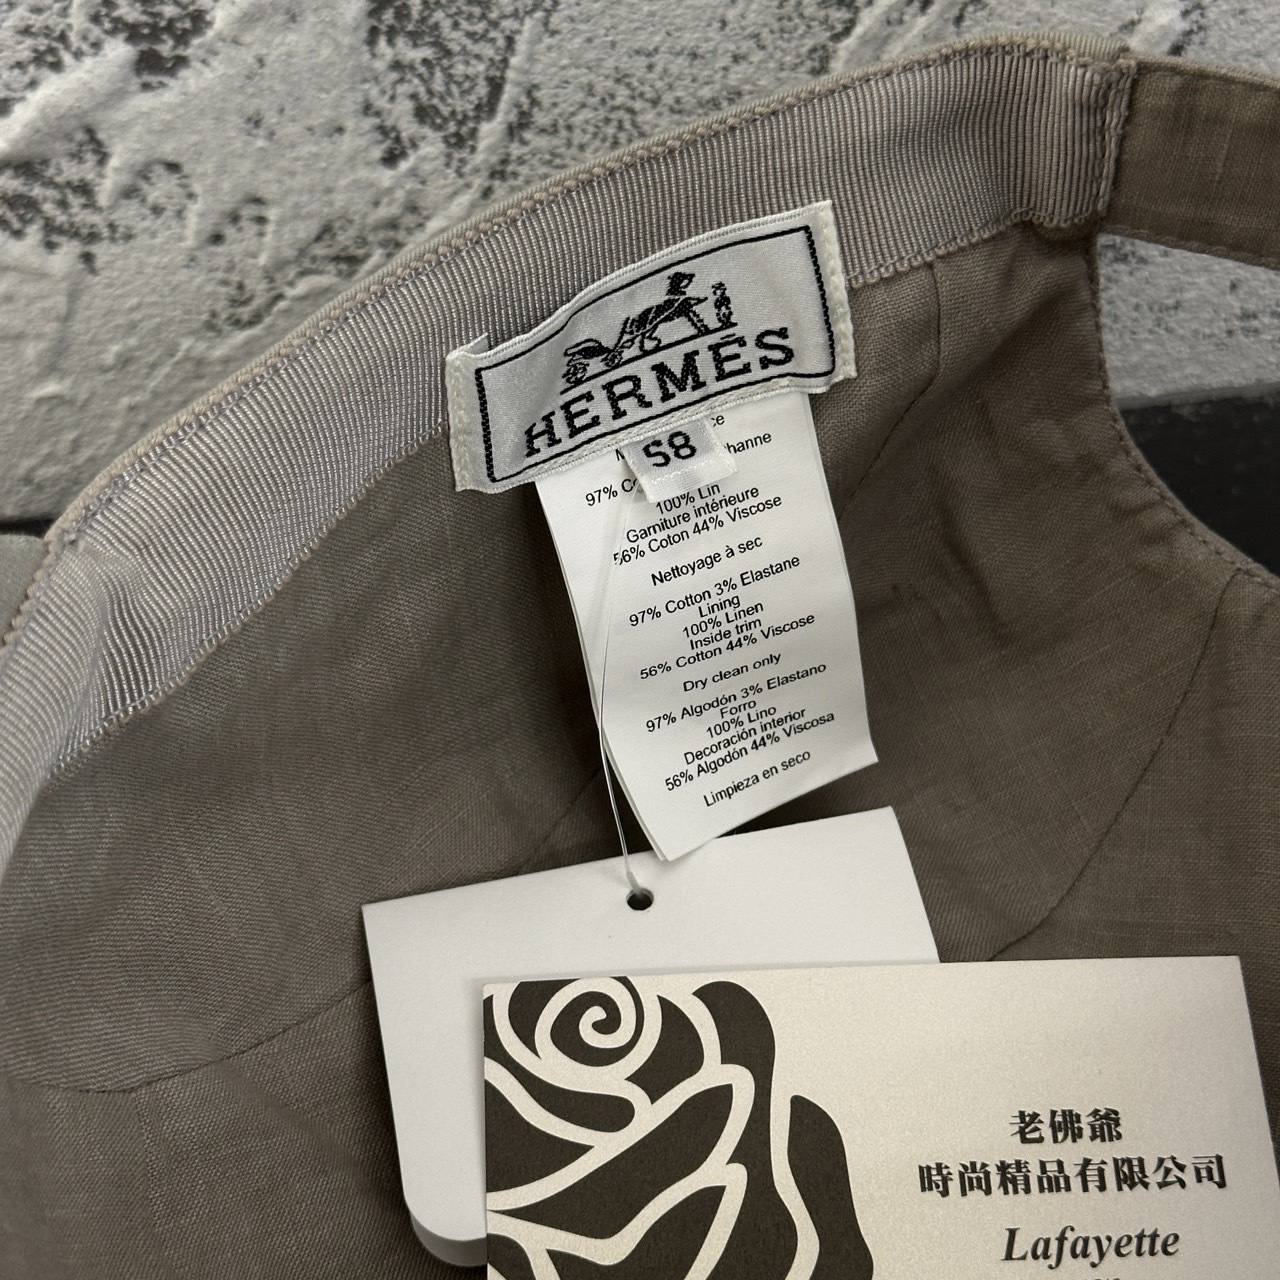 HERMÈS
58
97%
100% Lin
Garniture intérieure
56% Coton 44% Viscose
Nettoyage à sec
97% Cotton 3% Elastane
Lining
100% Linen
Inside trim
56% Cotton 44% Viscose
Dry clean only
97% Algodón 3% Elastano
Forro
100% Lino
Decoración interior
56% Algodón 44% Viscosa
Limpieza en seco
老佛爺
時尚精品有限公司
Lafayette